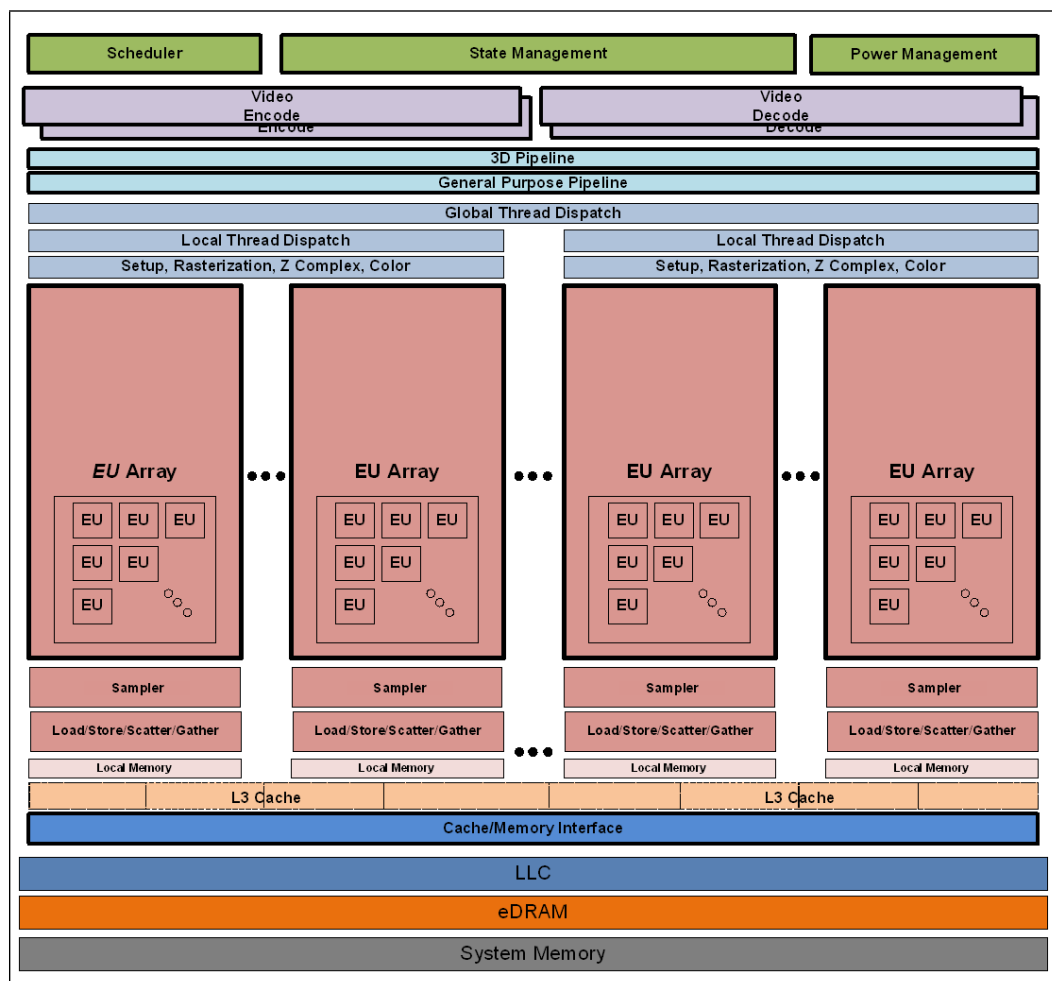 Scheduler
State Management
Power Management
Video
Encode
Encode
Video
Decode
Decode
3D Pipeline
General Purpose Pipeline
Global Thread Dispatch
Local Thread Dispatch
Local Thread Dispatch
Setup, Rasterization, Z Complex, Color
Setup, Rasterization, Z Complex, Color
EU Array
EU Array
EU Array
EU Array
EU EU EU
EU EU EU
EU EU EU
EU EU EU
EU EU
EU EU
EU EU
EU EU
EU
EU
EU
EU
Sampler
Sampler
Sampler
Sampler
Load/Store/Scatter/Gather
Load/Store/Scatter/Gather
Load/Store/Scatter/Gather
Load/Store/Scatter/Gather
Local Memory
Local Memory
Local Memory
Local Memory
L3 Cache
L3 Cache
Cache/Memory Interface
LLC
eDRAM
System Memory